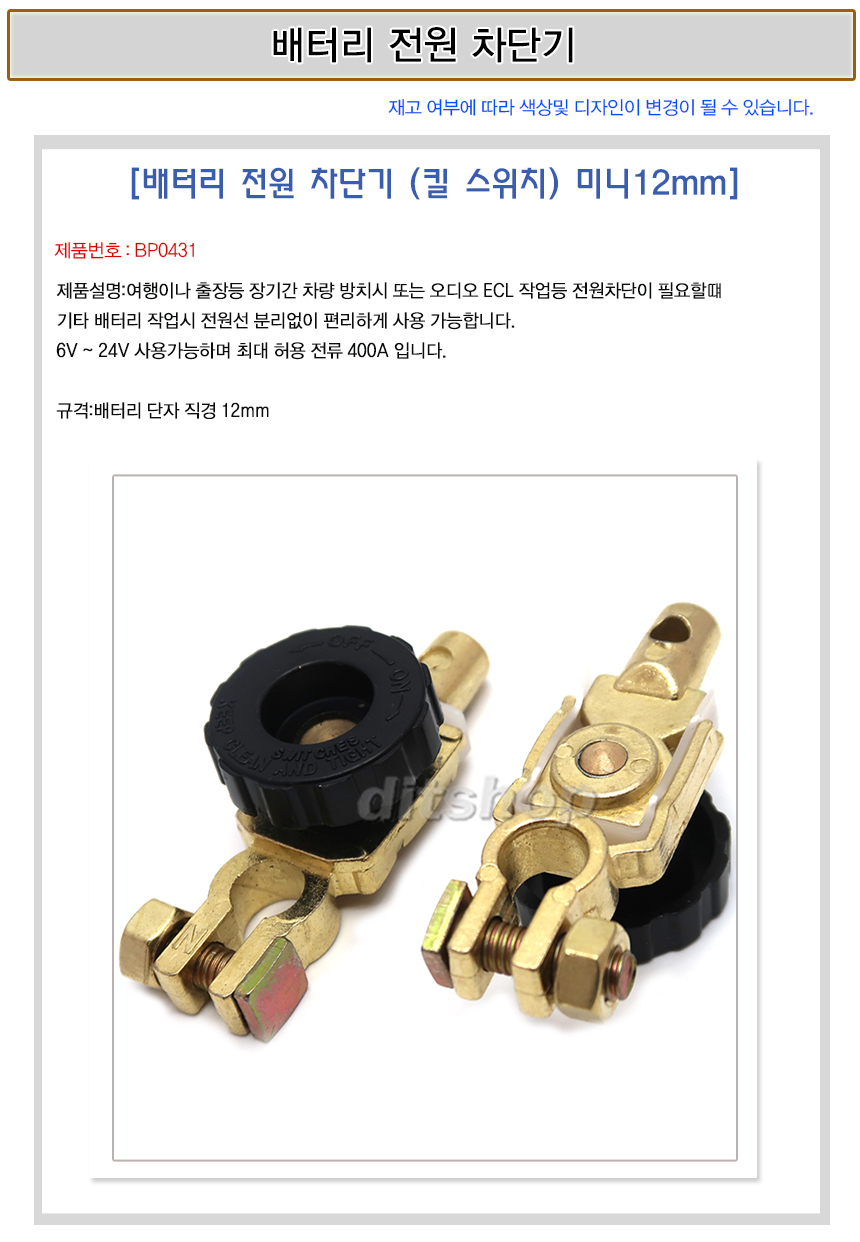 배터리 전원 차단기
재고 여부에 따라 색상및 디자인이 변경이 될 수 있습니다.
[배터리 전원 차단기 (킬 스위치) 미니12mm]
제품번호 : BP0431
제품설명:여행이나 출장등 장기간 차량 방치시 또는 오디오 ECL 작업등 전원차단이 필요할때
기타 배터리 작업시 전원선 분리없이 편리하게 사용 가능합니다.
6V ~ 24V 사용가능하며 최대 허용 전류 400A 입니다.
규격:배터리 단자 직경 12mm
OFF
ON
KEEP SWITCHES
CLEAN AND TIGHT
ditshop
N